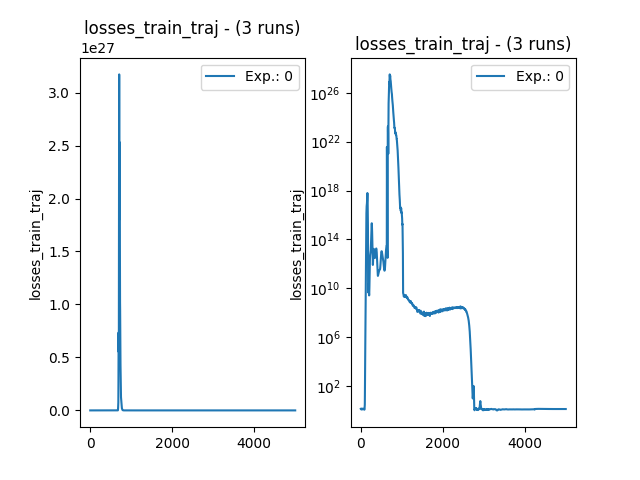 losses_train_traj - (3 runs)
1e27
Exp.: 0
3.0
2.5
2.0
1.5
1.0
0.5
0.0
losses_train_traj
0
2000
4000
losses_train_traj - (3 runs)
Exp.: 0
10^26
10^22
10^18
10^14
10^10
10^6
10^2
losses_train_traj
0
2000
4000